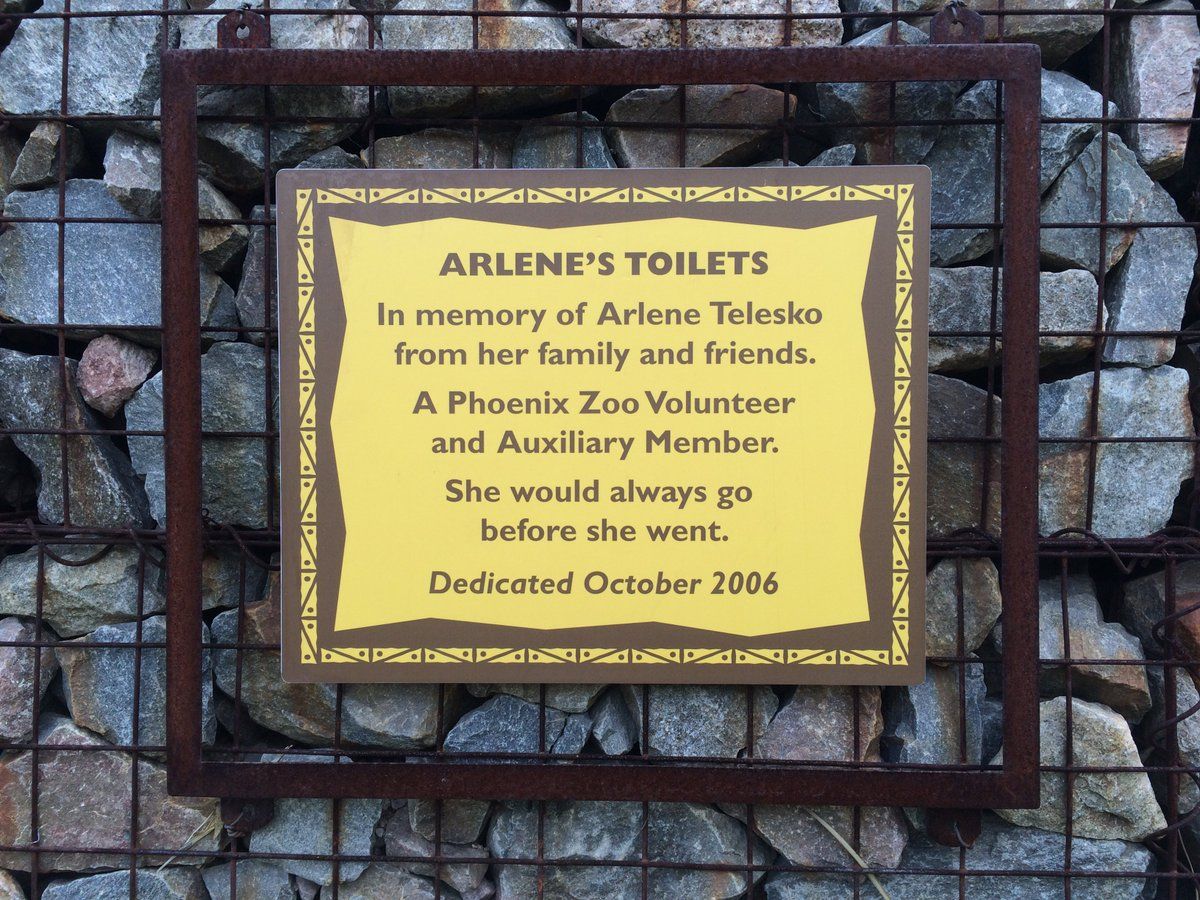 ARLENE'S TOILETS
In memory of Arlene Telesko
from her family and friends.
A Phoenix Zoo Volunteer
and Auxiliary Member.
She would always go
before she went.
Dedicated October 2006